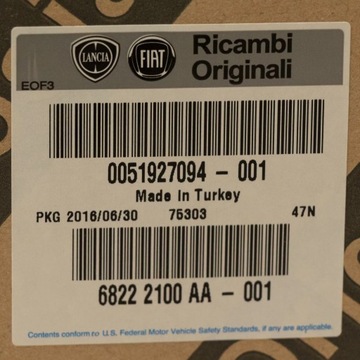 LANCIA FIAT Ricambi
Originali
EOF3
0051927094 - 001
Made In Turkey
PKG 2016/06/30 75303 47N
6822 2100 AA - 001
Contents conform to U.S. Federal Motor Vehicle Safety Standards, if any are applicable.